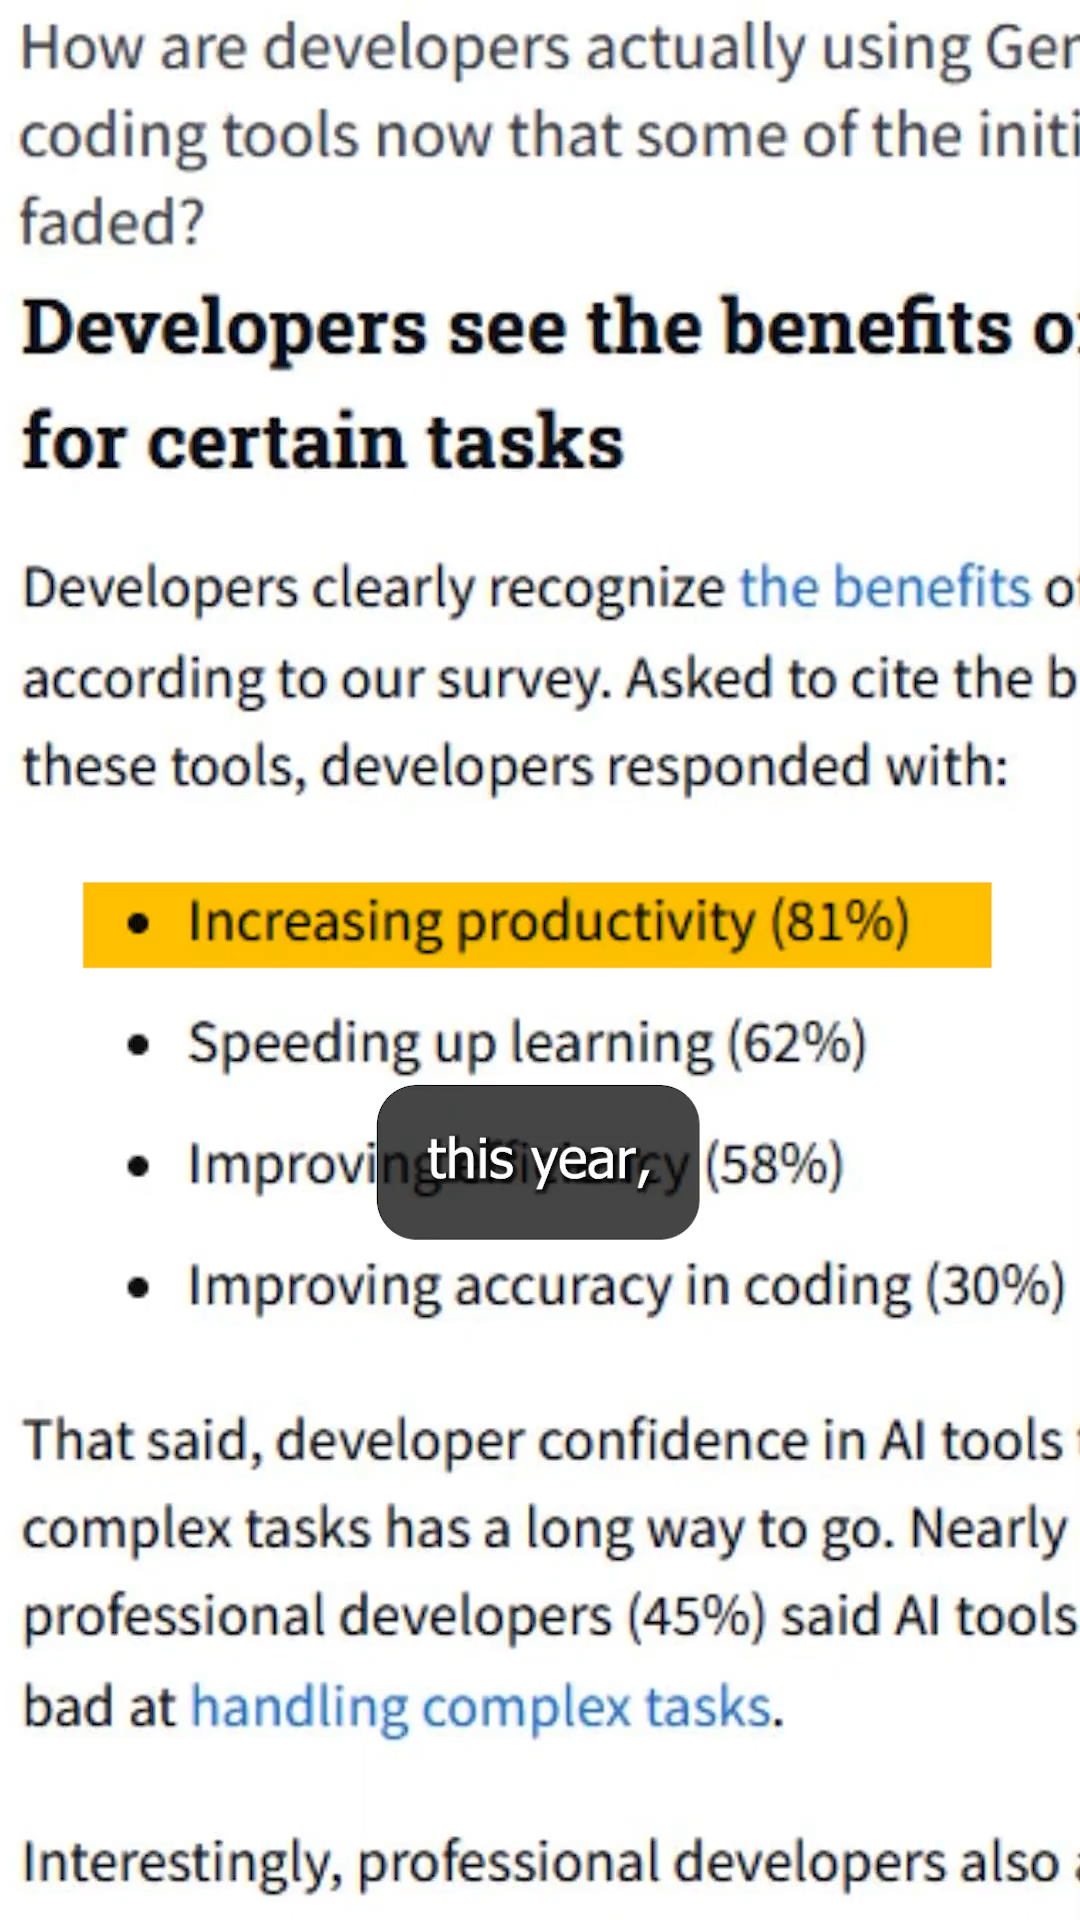 How are developers actually using
coding tools now that some of the
faded?
Developers see the benefits
for certain tasks
Developers clearly recognize the benefits
according to our survey. Asked to cite the
these tools, developers responded with:
• Increasing productivity (81%)
• Speeding up learning (62%)
this year,
• Improving efficiency (58%)
• Improving accuracy in coding (30%)
That said, developer confidence in AI tools
complex tasks has a long way to go. Nearly
professional developers (45%) said AI tools
bad at handling complex tasks.
Interestingly, professional developers also